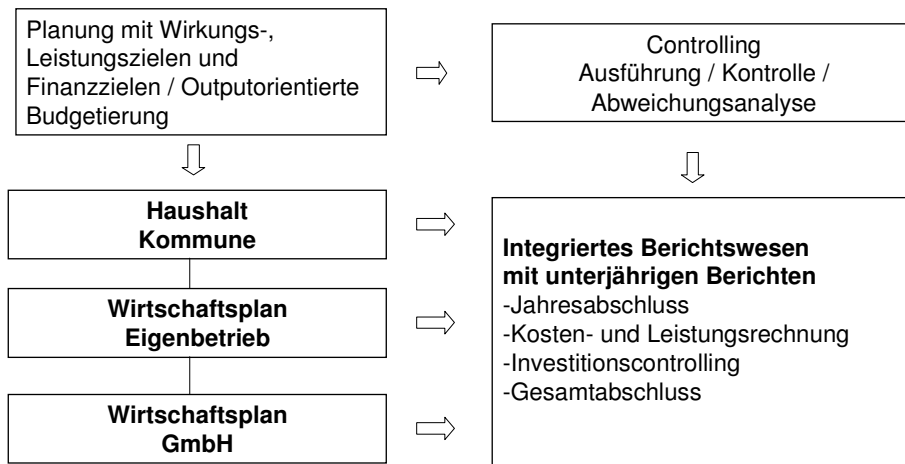 Planung mit Wirkungs-,
Leistungszielen und
Finanzzielen / Outputorientierte
Budgetierung
Controlling
Ausführung / Kontrolle /
Abweichungsanalyse
Haushalt
Kommune
Wirtschaftsplan
Eigenbetrieb
Wirtschaftsplan
GmbH
Integriertes Berichtswesen
mit unterjährigen Berichten
-Jahresabschluss
-Kosten- und Leistungsrechnung
-Investitionscontrolling
-Gesamtabschluss